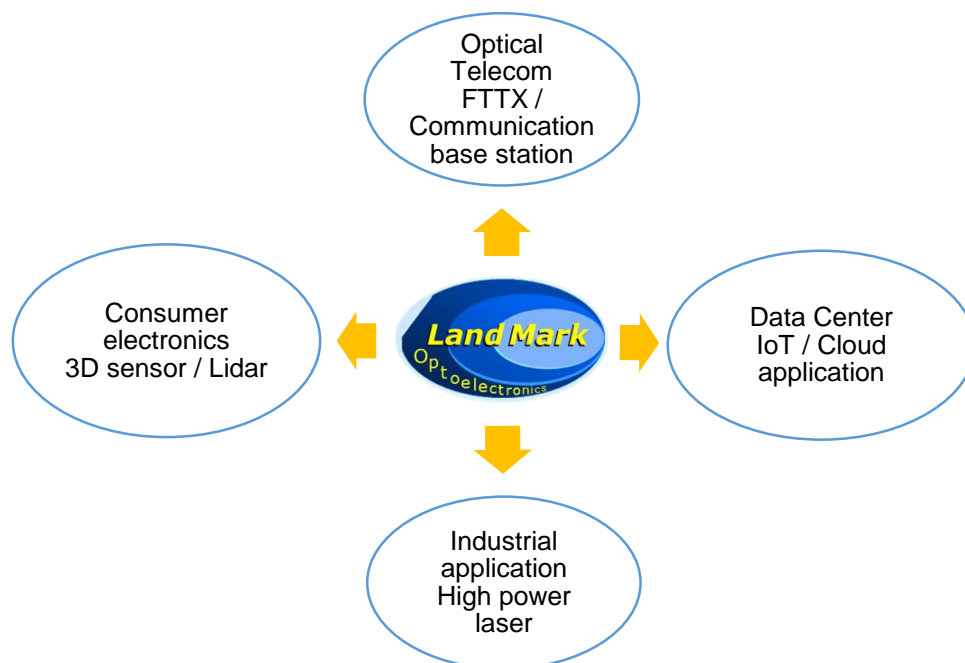 Optical
Telecom
FTTX /
Communication
base station
Consumer
electronics
3D sensor / Lidar
Land Mark
Optoelectronics
Data Center
IoT / Cloud
application
Industrial
application
High power
laser